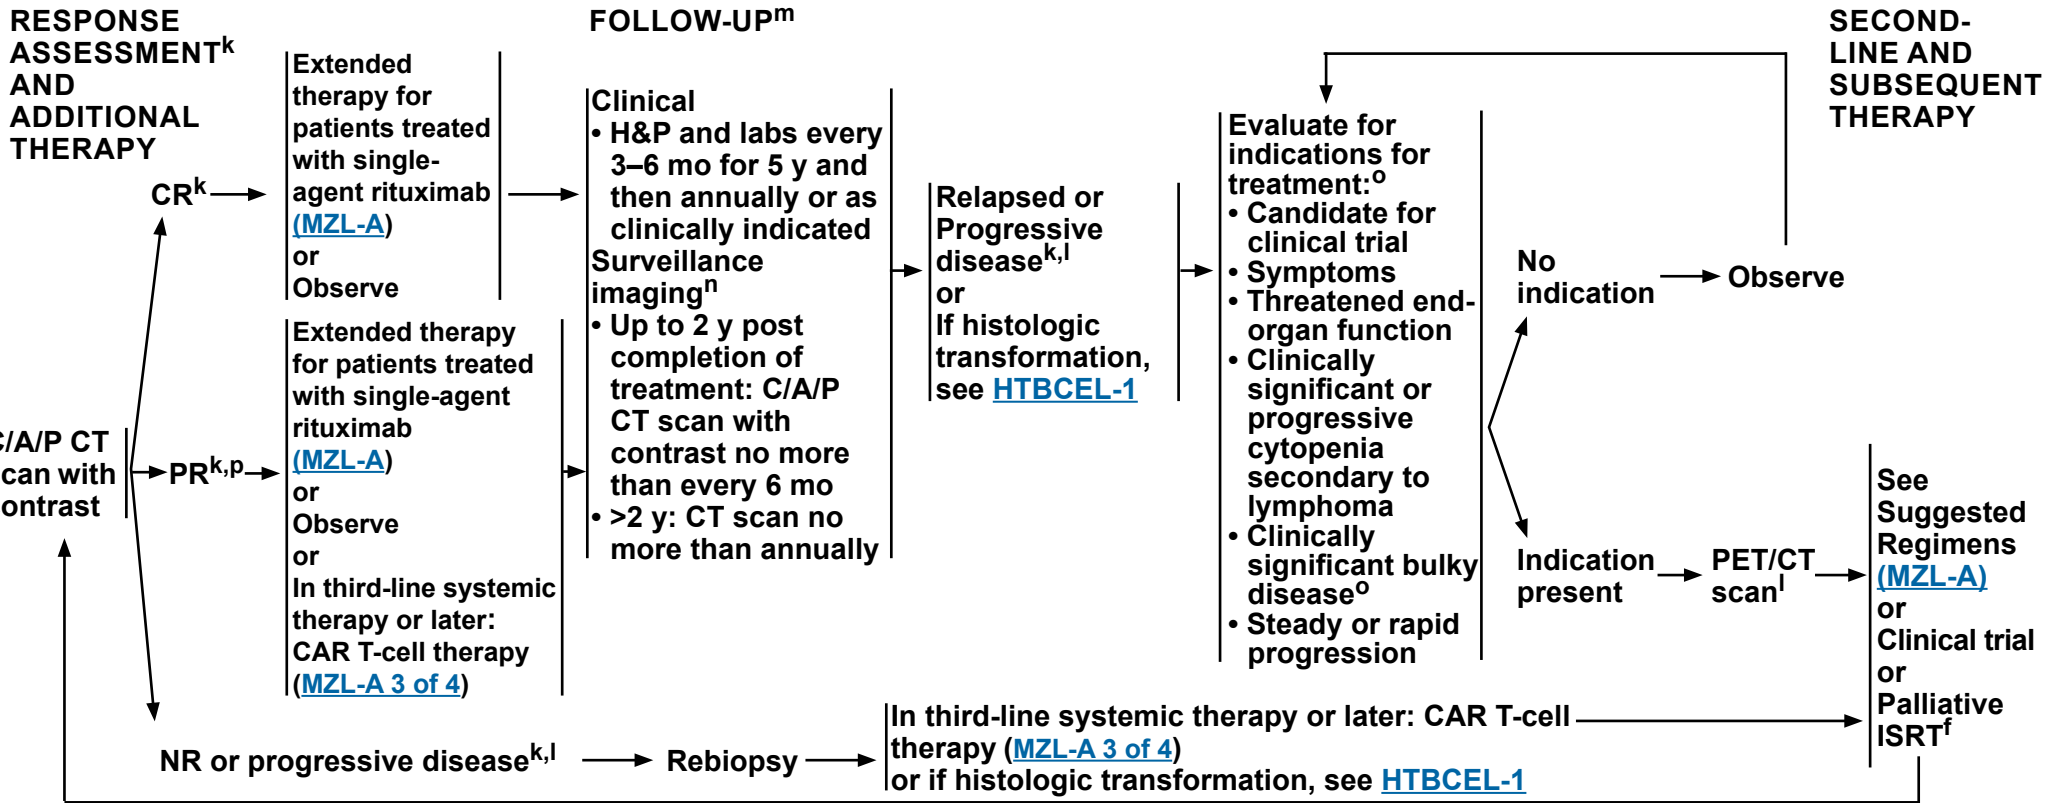 RESPONSE
ASSESSMENTk
AND
ADDITIONAL
THERAPY
FOLLOW-UPm
SECOND-
LINE AND
SUBSEQUENT
THERAPY
CRk
Extended
therapy for
patients treated
with single-
agent rituximab
(MZL-A)
or
Observe
C/A/P CT
scan with
contrast
PRk,p
Extended therapy
for patients treated
with single-agent
rituximab
(MZL-A)
or
Observe
or
In third-line systemic
therapy or later:
CAR T-cell therapy
(MZL-A 3 of 4)
Clinical
• H&P and labs every
3–6 mo for 5 y and
then annually or as
clinically indicated
Surveillance
imagingn
• Up to 2 y post
completion of
treatment: C/A/P
CT scan with
contrast no more
than every 6 mo
• >2 y: CT scan no
more than annually
Relapsed or
Progressive
diseasek,l
or
If histologic
transformation,
see HTBCEL-1
Evaluate for
indications for
treatment:o
• Candidate for
clinical trial
• Symptoms
• Threatened end-
organ function
• Clinically
significant or
progressive
cytopenia
secondary to
lymphoma
• Clinically
significant bulky
diseaseo
• Steady or rapid
progression
No
indication
Observe
Indication
present
PET/CT
scanl
See
Suggested
Regimens
(MZL-A)
or
Clinical trial
or
Palliative
ISRTf
NR or progressive diseasek,l
Rebiopsy
In third-line systemic therapy or later: CAR T-cell
therapy (MZL-A 3 of 4)
or if histologic transformation, see HTBCEL-1